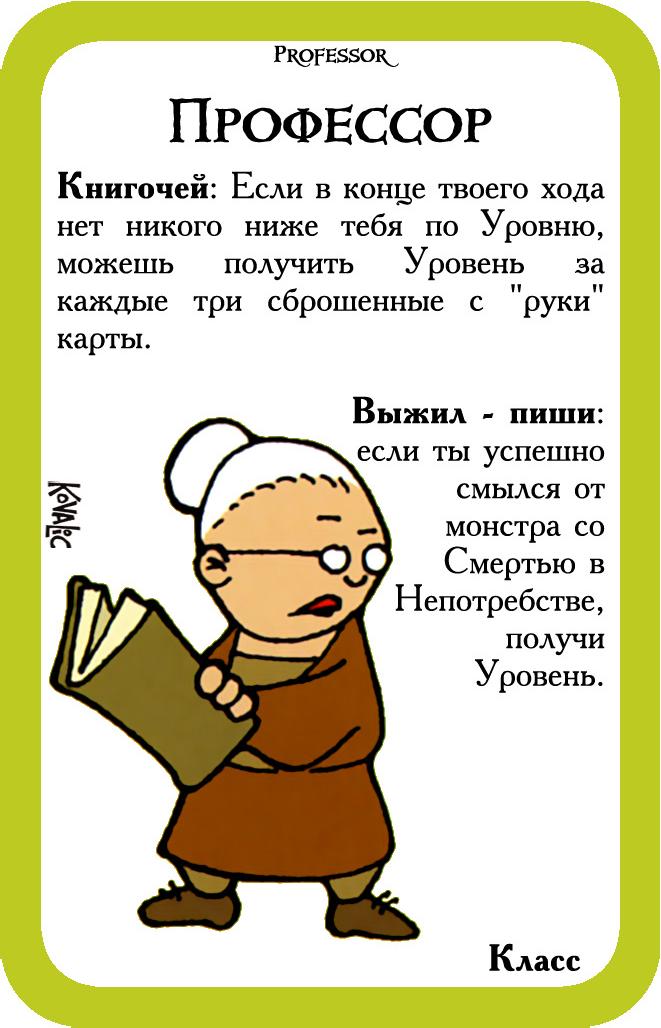 Professor
Профессор
Книгочей: Если в конце твоего хода
нет никого ниже тебя по Уровню,
можешь получить Уровень за
каждые три сброшенные с "руки"
карты.
Выжил - пиши:
если ты успешно
смылся от
монстра со
Смертью в
Непотребстве,
получи
Уровень.
Kovalic
Класс